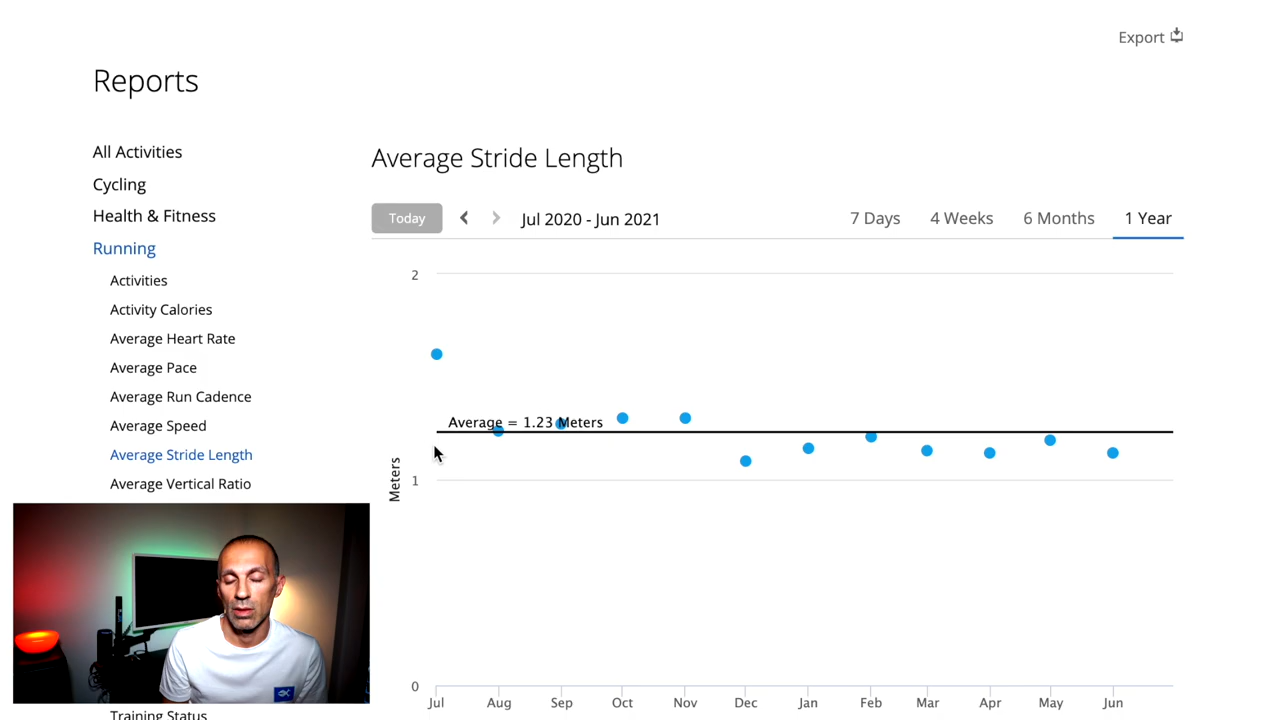 Export
Reports
All Activities
Cycling
Health & Fitness
Running
Activities
Activity Calories
Average Heart Rate
Average Pace
Average Run Cadence
Average Speed
Average Stride Length
Average Vertical Ratio
Training Status
Average Stride Length
Today
Jul 2020 - Jun 2021
7 Days
4 Weeks
6 Months
1 Year
2
Average = 1.23 Meters
Meters
1
0
Jul Aug Sep Oct Nov Dec Jan Feb Mar Apr May Jun